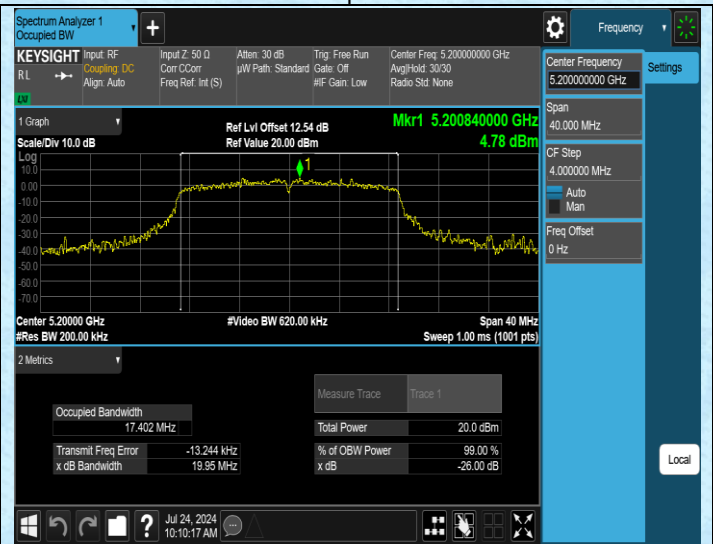 Spectrum Analyzer 1
Occupied BW
+
Frequency
KEYSIGHT
RL
LXI
Input: RF
Coupling: DC
Align: Auto
Input Z: 50 Ω
Corr CCorr
Freq Ref: Int (S)
Atten: 30 dB
µW Path: Standard
Trig: Free Run
Gate: Off
#IF Gain: Low
Center Freq: 5.200000000 GHz
Avg|Hold: 30/30
Radio Std: None
Center Frequency
5.200000000 GHz
Settings
Span
40.000 MHz
CF Step
4.000000 MHz
Auto
Man
Freq Offset
0 Hz
Local
1 Graph
Scale/Div 10.0 dB
Ref Lvl Offset 12.54 dB
Ref Value 20.00 dBm
Mkr1 5.200840000 GHz
4.78 dBm
Log
10.0
0.00
-10.0
-20.0
-30.0
-40.0
-50.0
-60.0
-70.0
1
Center 5.20000 GHz
#Res BW 200.00 kHz
#Video BW 620.00 kHz
Span 40 MHz
Sweep 1.00 ms (1001 pts)
2 Metrics
Measure Trace Trace 1
Occupied Bandwidth
17.402 MHz
Total Power 20.0 dBm
Transmit Freq Error -13.244 kHz
% of OBW Power 99.00 %
x dB Bandwidth 19.95 MHz
x dB -26.00 dB
?
Jul 24, 2024
10:10:17 AM